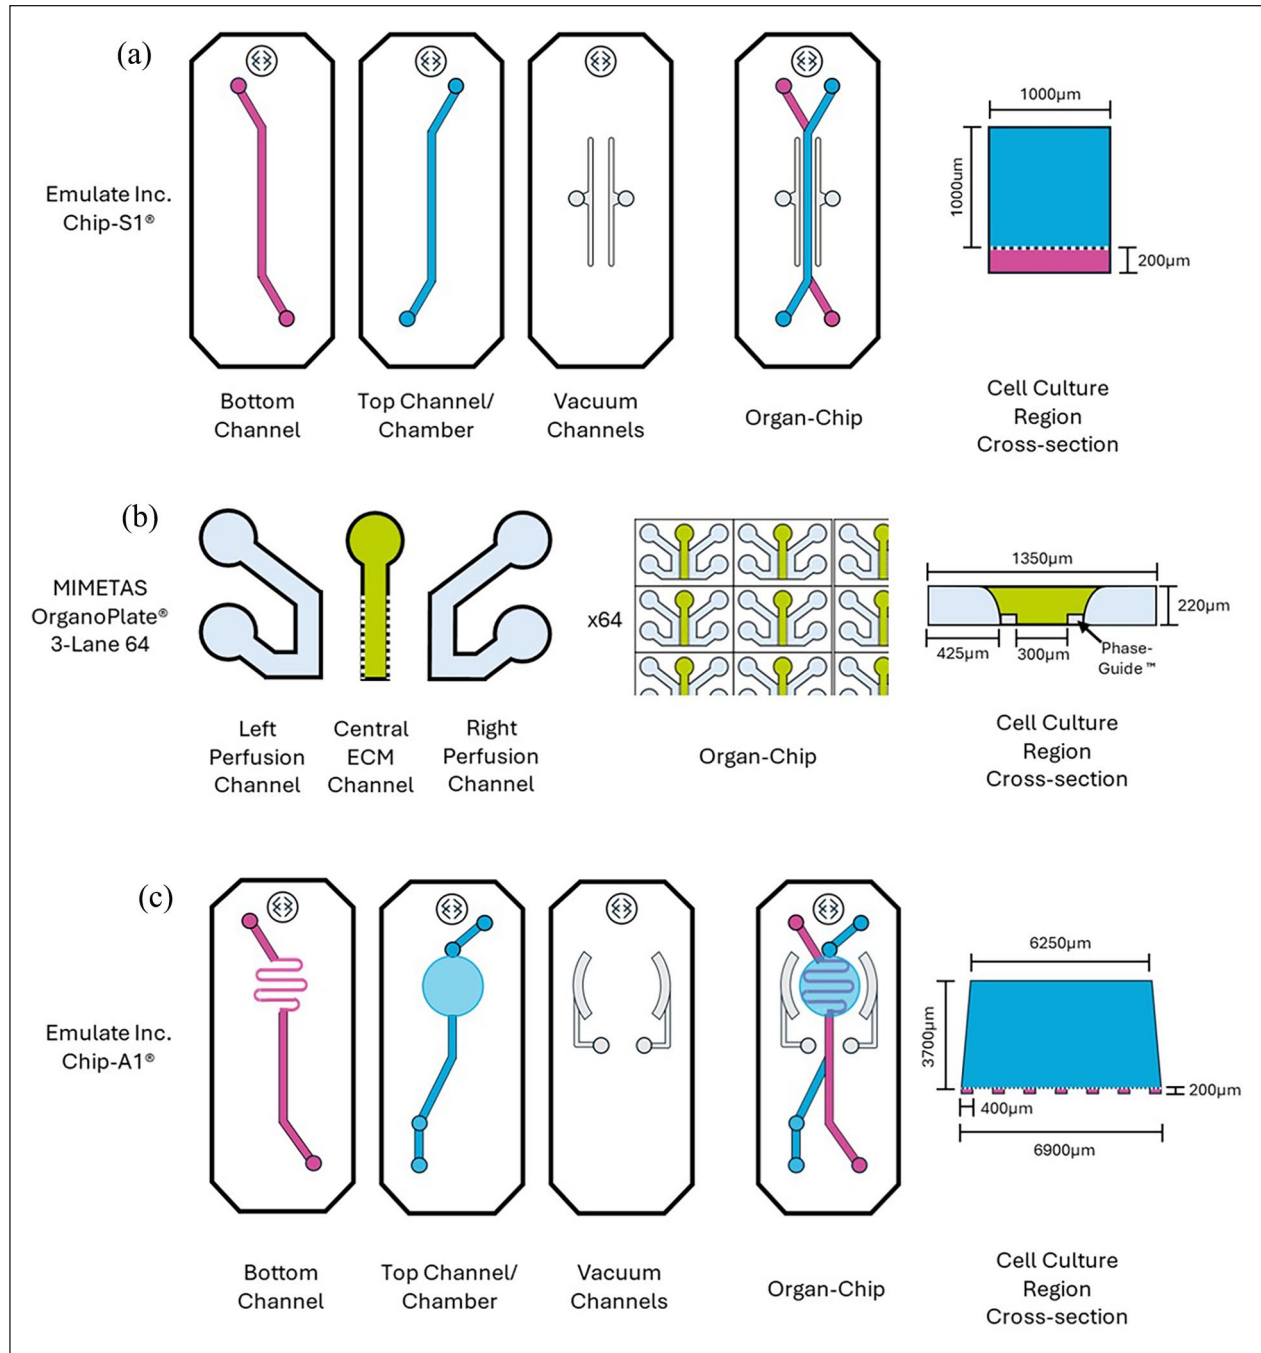 (a)
Emulate Inc.
Chip-S1®
1000µm
1000um
200µm
Bottom
Channel
Top Channel/
Chamber
Vacuum
Channels
Organ-Chip
Cell Culture
Region
Cross-section
(b)
MIMETAS
OrganoPlate®
3-Lane 64
x64
1350µm
220µm
425µm
300µm
Phase-
Guide™
Left
Perfusion
Channel
Central
ECM
Channel
Right
Perfusion
Channel
Organ-Chip
Cell Culture
Region
Cross-section
(c)
Emulate Inc.
Chip-A1®
6250µm
3700µm
200µm
400µm
6900µm
Bottom
Channel
Top Channel/
Chamber
Vacuum
Channels
Organ-Chip
Cell Culture
Region
Cross-section